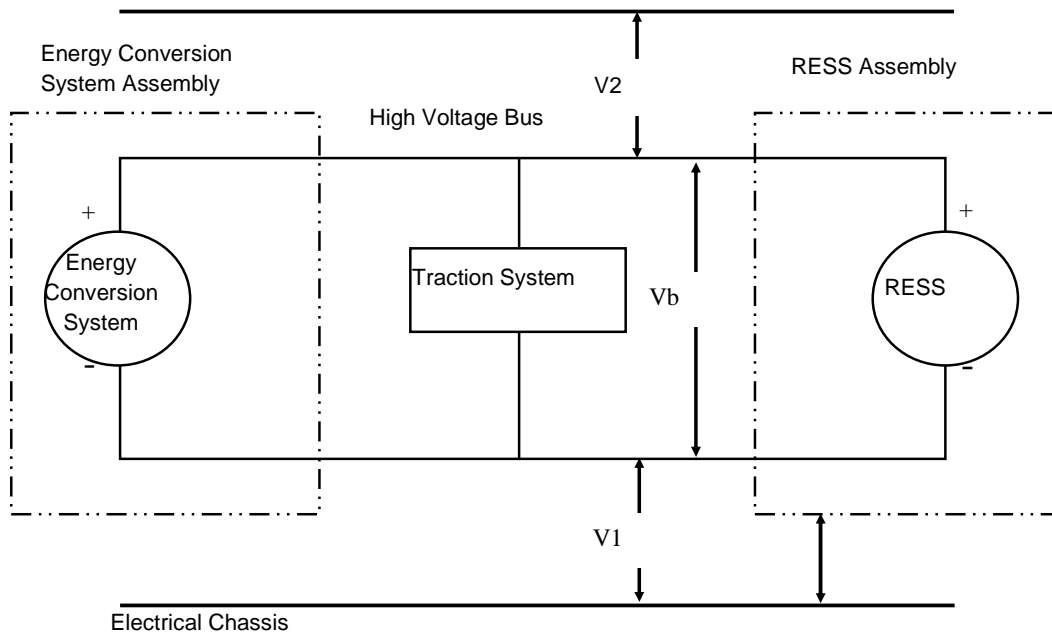 Energy Conversion
System Assembly
RESS Assembly
V2
High Voltage Bus
+
+
Energy
Conversion
System
Traction System
Vb
RESS
-
-
V1
Electrical Chassis